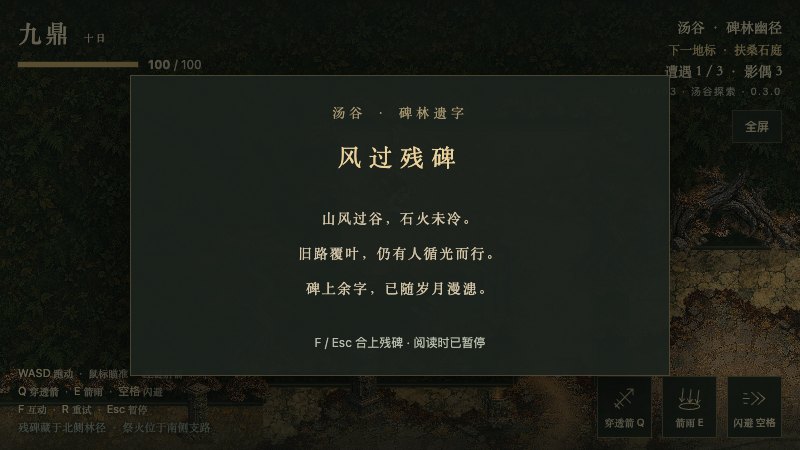 九鼎 十日
100 / 100
汤谷 · 碑林幽径
下一地标 · 扶桑石庭
遭遇 1 / 3 · 影偶 3
3 · 汤谷探索 · 0.3.0
全屏
汤谷 · 碑林遗字
风过残碑
山风过谷，石火未冷。
旧路覆叶，仍有人循光而行。
碑上余字，已随岁月漫漶。
F / Esc 合上残碑 · 阅读时已暂停
WASD 跑动 · 鼠标瞄准
Q 穿透箭 · E 箭雨 · 空格 闪避
F 互动 · R 重试 · Esc 暂停
残碑藏于北侧林径 · 祭火位于南侧支路
穿透箭 Q
箭雨 E
闪避 空格